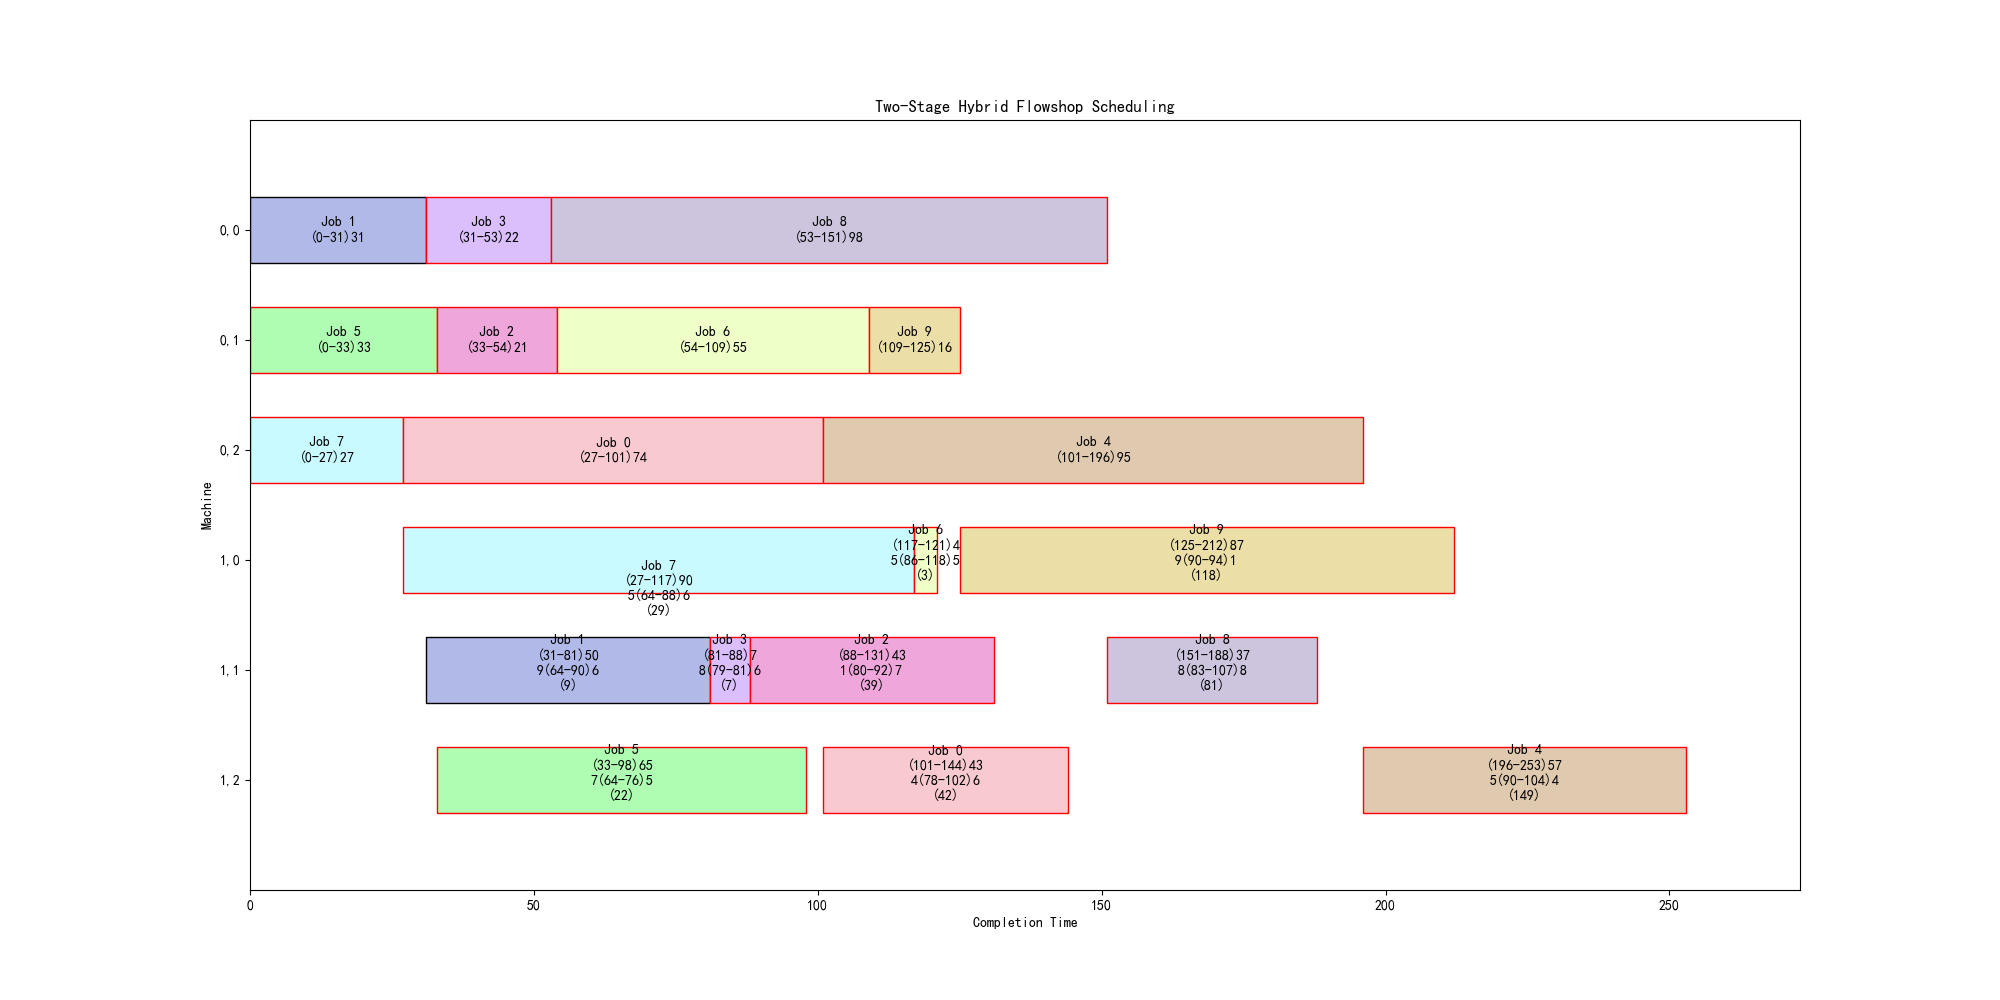 Two-Stage Hybrid Flowshop Scheduling
0,0
Job 1
(0-31)31
Job 3
(31-53)22
Job 8
(53-151)98
0,1
Job 5
(0-33)33
Job 2
(33-54)21
Job 6
(54-109)55
Job 9
(109-125)16
0,2
Job 7
(0-27)27
Job 0
(27-101)74
Job 4
(101-196)95
Machine
1,0
Job 7
(27-117)90
5(64-88)6
(29)
Job 6
(117-121)4
5(86-118)5
(3)
Job 9
(125-212)87
9(90-94)1
(118)
1,1
Job 1
(31-81)50
9(64-90)6
(9)
Job 3
(81-88)7
8(79-81)6
(7)
Job 2
(88-131)43
1(80-92)7
(39)
Job 8
(151-188)37
8(83-107)8
(81)
1,2
Job 5
(33-98)65
7(64-76)5
(22)
Job 0
(101-144)43
4(78-102)6
(42)
Job 4
(196-253)57
5(90-104)4
(149)
0
50
100
150
200
250
Completion Time